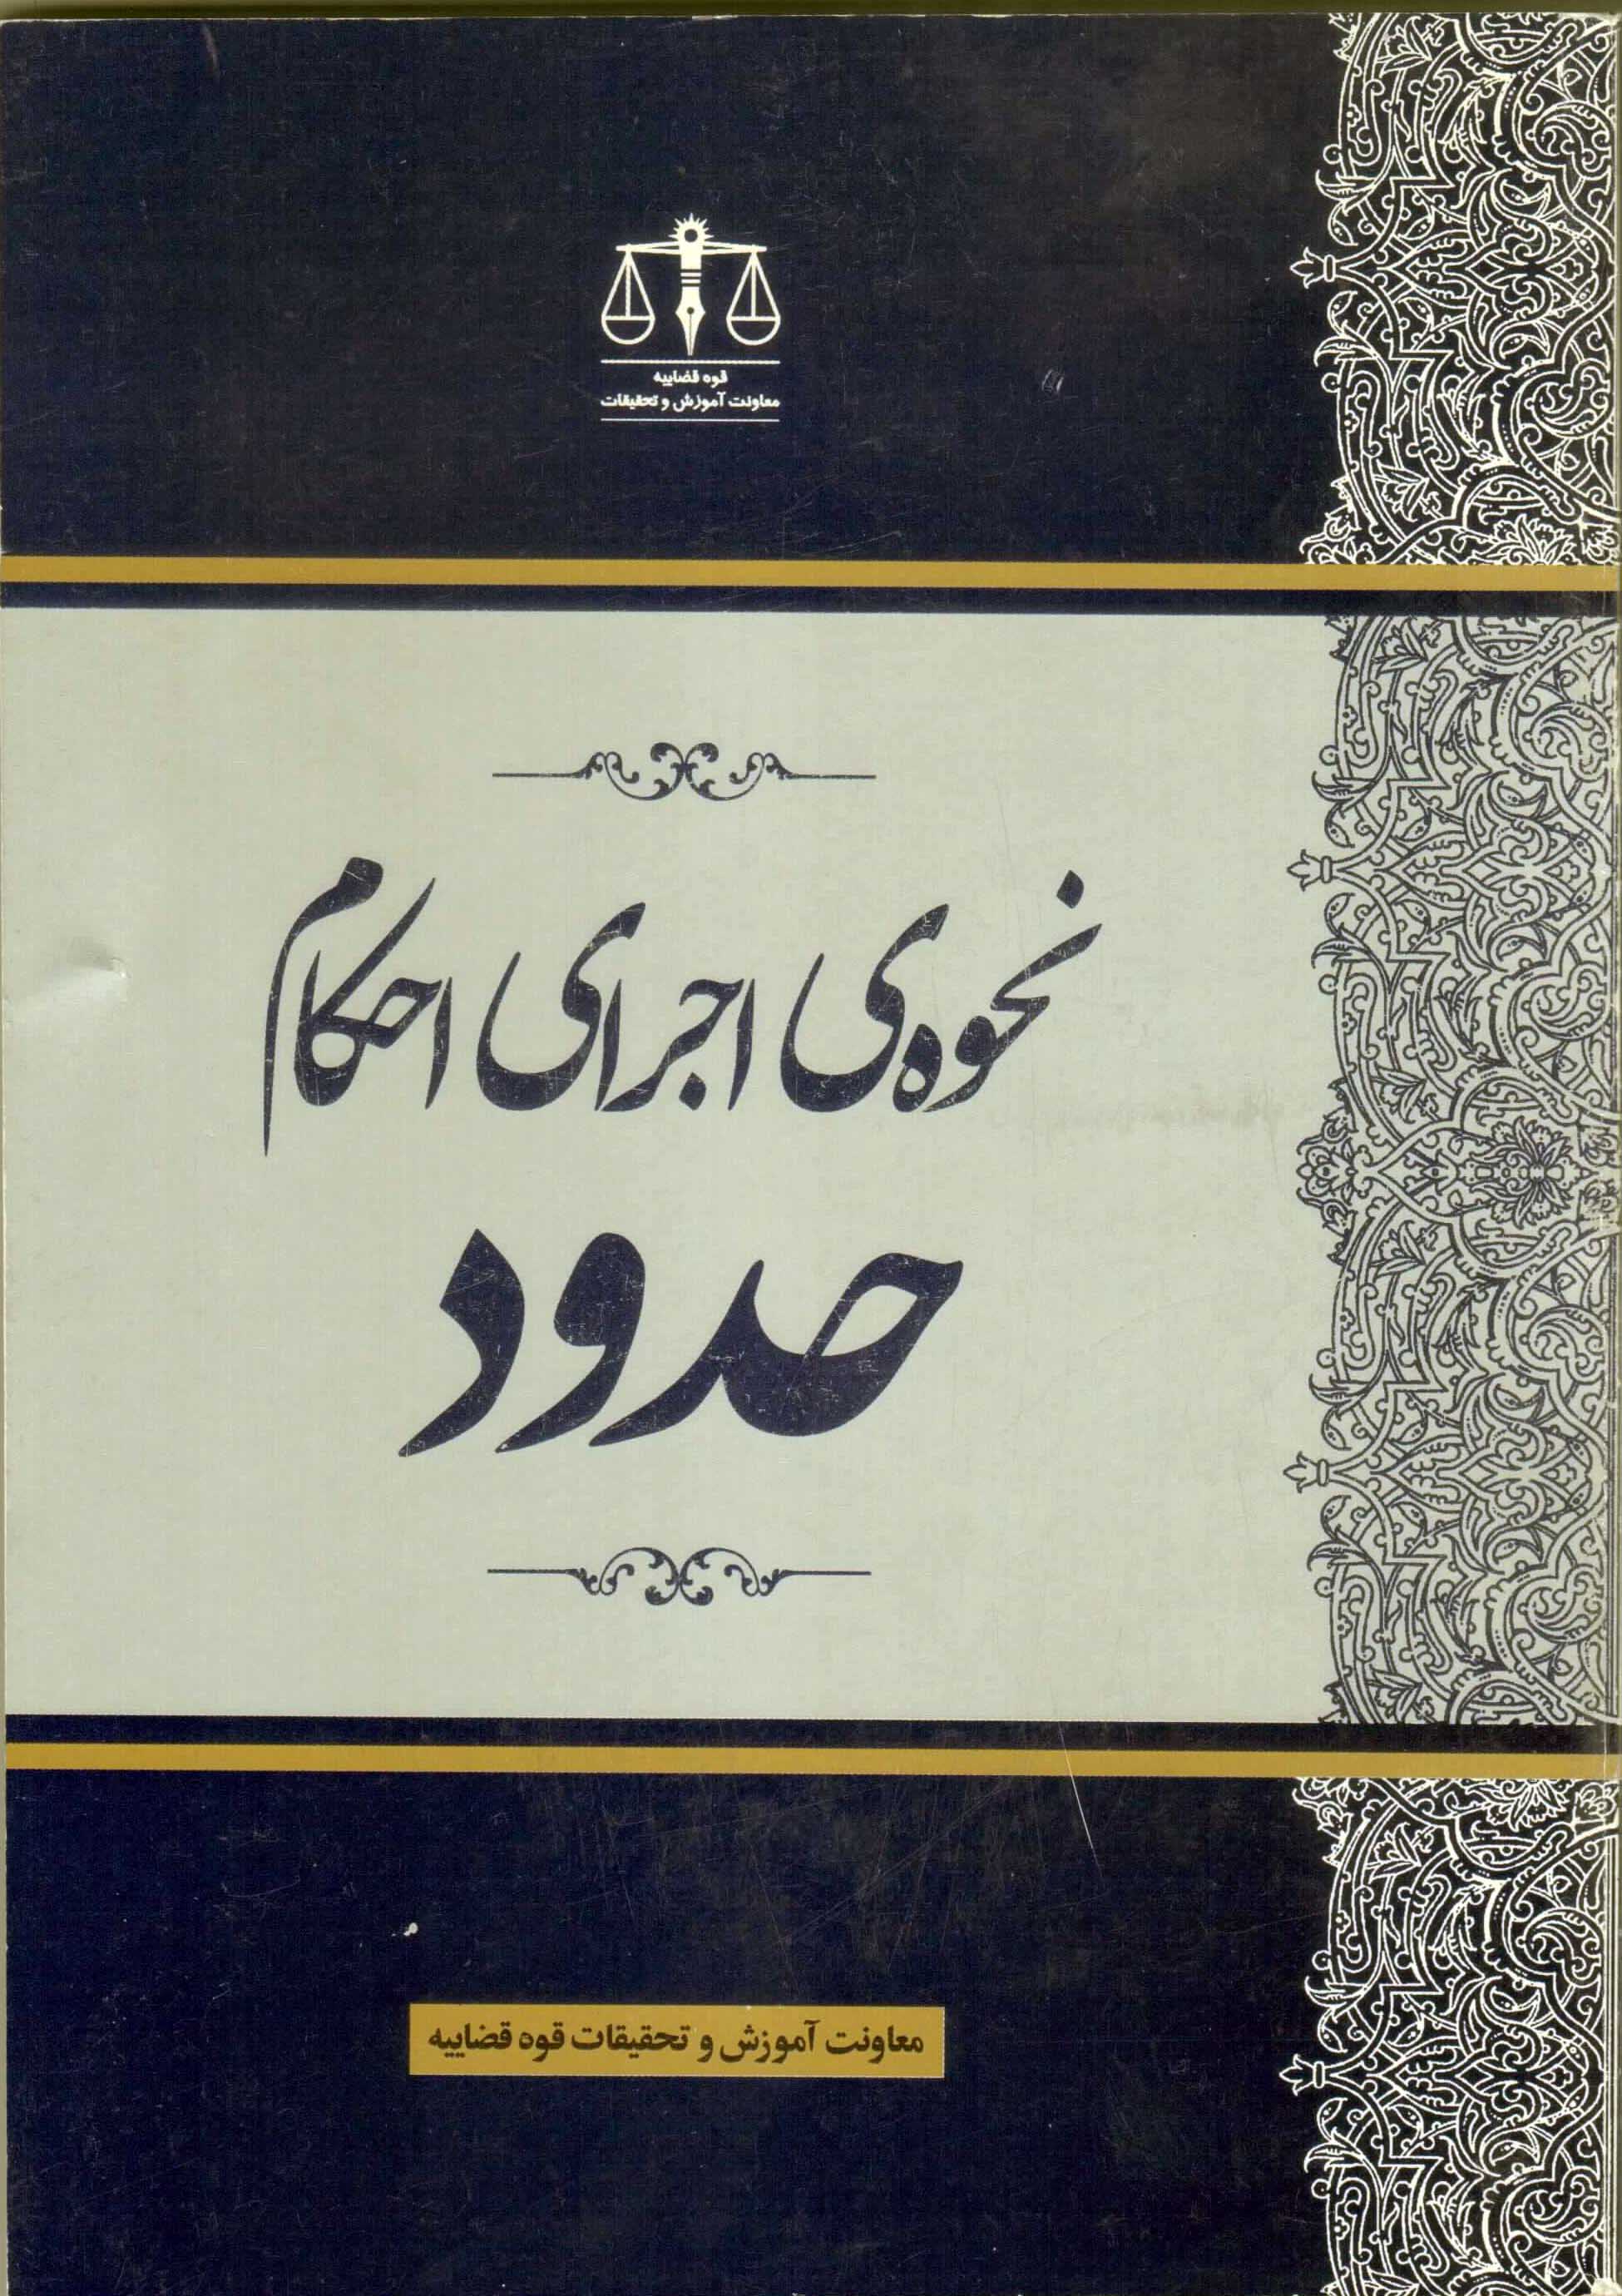 قوه قضاییه
معاونت آموزش و تحقیقات
نحوه‌ی اجرای احکام
حدود
معاونت آموزش و تحقیقات قوه قضاییه